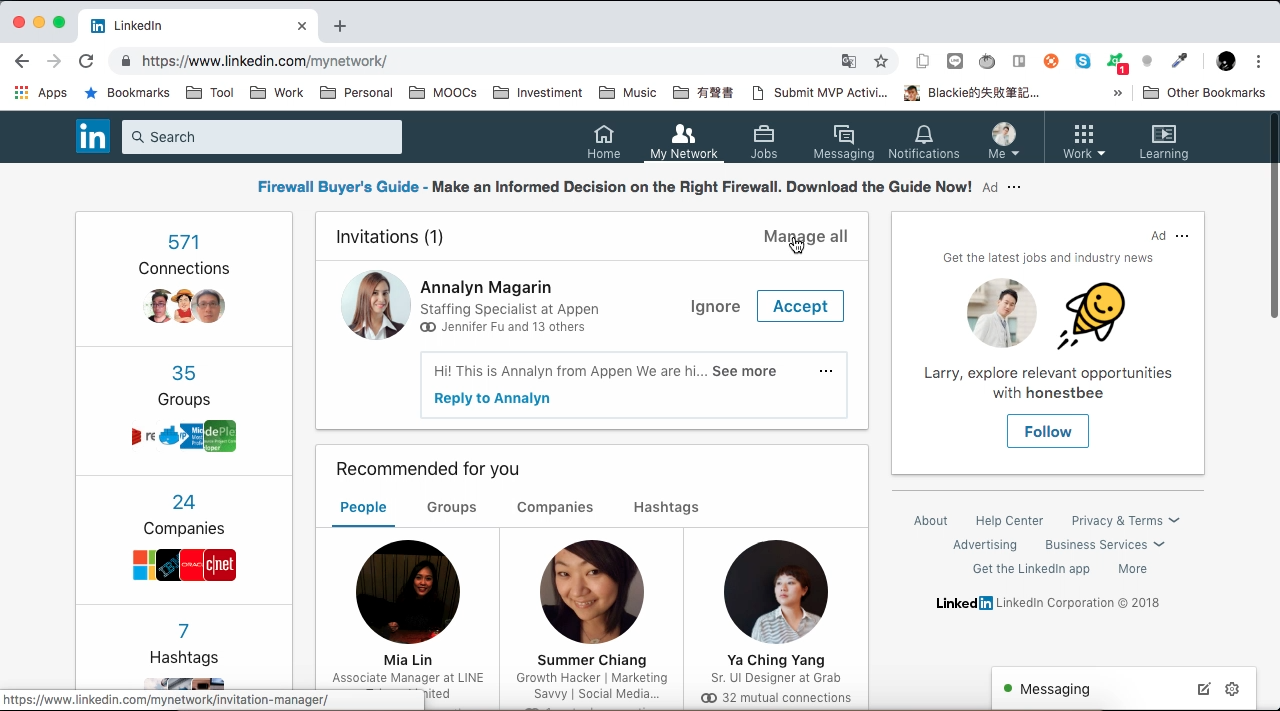 LinkedIn
https://www.linkedin.com/mynetwork/
1
Apps
Bookmarks
Tool
Work
Personal
MOOCs
Investiment
Music
有聲書
Submit MVP Activi...
Blackie的失敗筆記...
»
Other Bookmarks
in
Search
Home
My Network
Jobs
Messaging
Notifications
Me
Work
Learning
Firewall Buyer's Guide - Make an Informed Decision on the Right Firewall. Download the Guide Now! Ad ...
571
Connections
35
Groups
24
Companies
ORAC
c|net
7
Hashtags
Invitations (1)
Manage all
Annalyn Magarin
Staffing Specialist at Appen
Jennifer Fu and 13 others
Ignore
Accept
Hi! This is Annalyn from Appen We are hi... See more
...
Reply to Annalyn
Recommended for you
People
Groups
Companies
Hashtags
Mia Lin
Associate Manager at LINE
Summer Chiang
Growth Hacker | Marketing
Savvy | Social Media...
Ya Ching Yang
Sr. UI Designer at Grab
32 mutual connections
Ad ...
Get the latest jobs and industry news
Larry, explore relevant opportunities
with honestbee
Follow
About
Help Center
Privacy & Terms
Advertising
Business Services
Get the LinkedIn app
More
LinkedIn LinkedIn Corporation © 2018
Messaging
https://www.linkedin.com/mynetwork/invitation-manager/